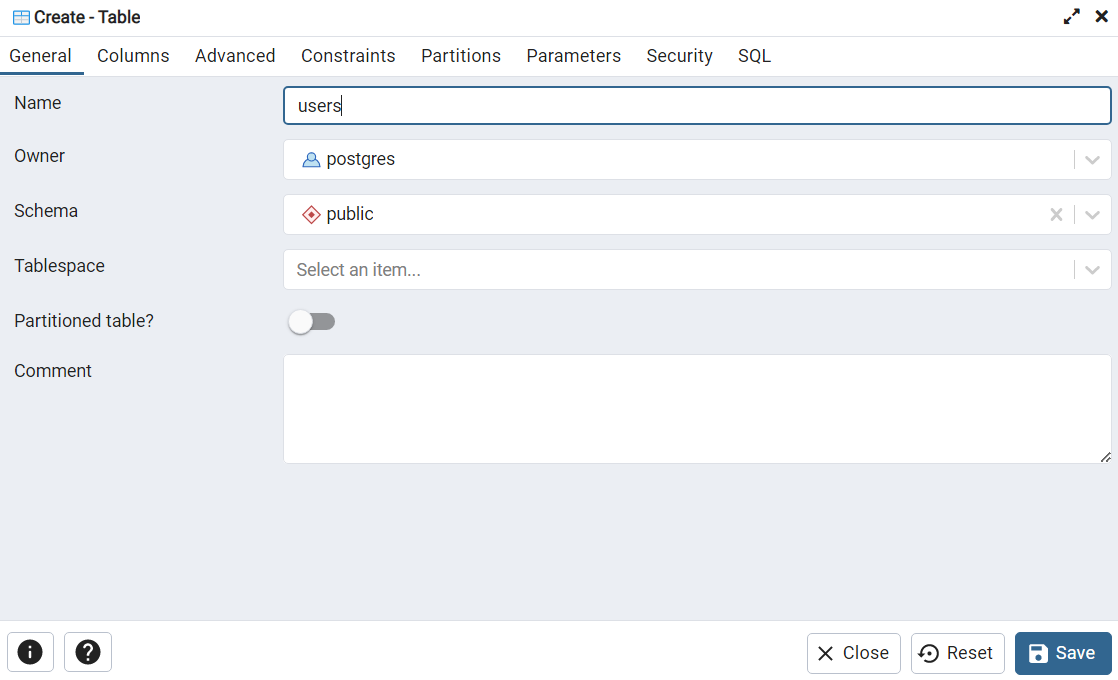 Create - Table
General Columns Advanced Constraints Partitions Parameters Security SQL
Name users
Owner postgres
Schema public
Tablespace Select an item...
Partitioned table?
Comment
Close Reset Save